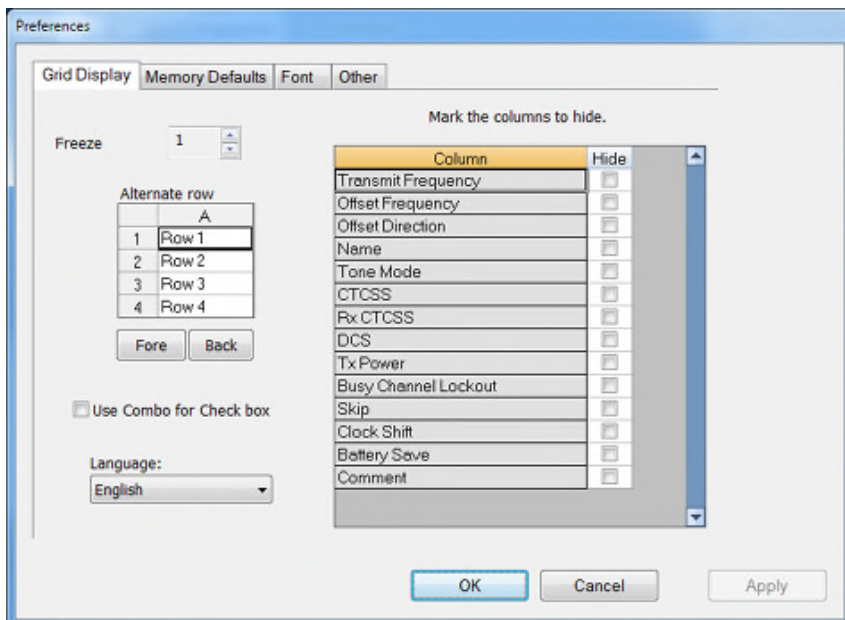 Preferences
Grid Display Memory Defaults Font Other
Freeze 1
Alternate row
A
1 Row 1
2 Row 2
3 Row 3
4 Row 4
Fore Back
Use Combo for Check box
Language:
English
Mark the columns to hide.
Column Hide
Transmit Frequency
Offset Frequency
Offset Direction
Name
Tone Mode
CTCSS
Rx CTCSS
DCS
Tx Power
Busy Channel Lockout
Skip
Clock Shift
Battery Save
Comment
OK Cancel Apply